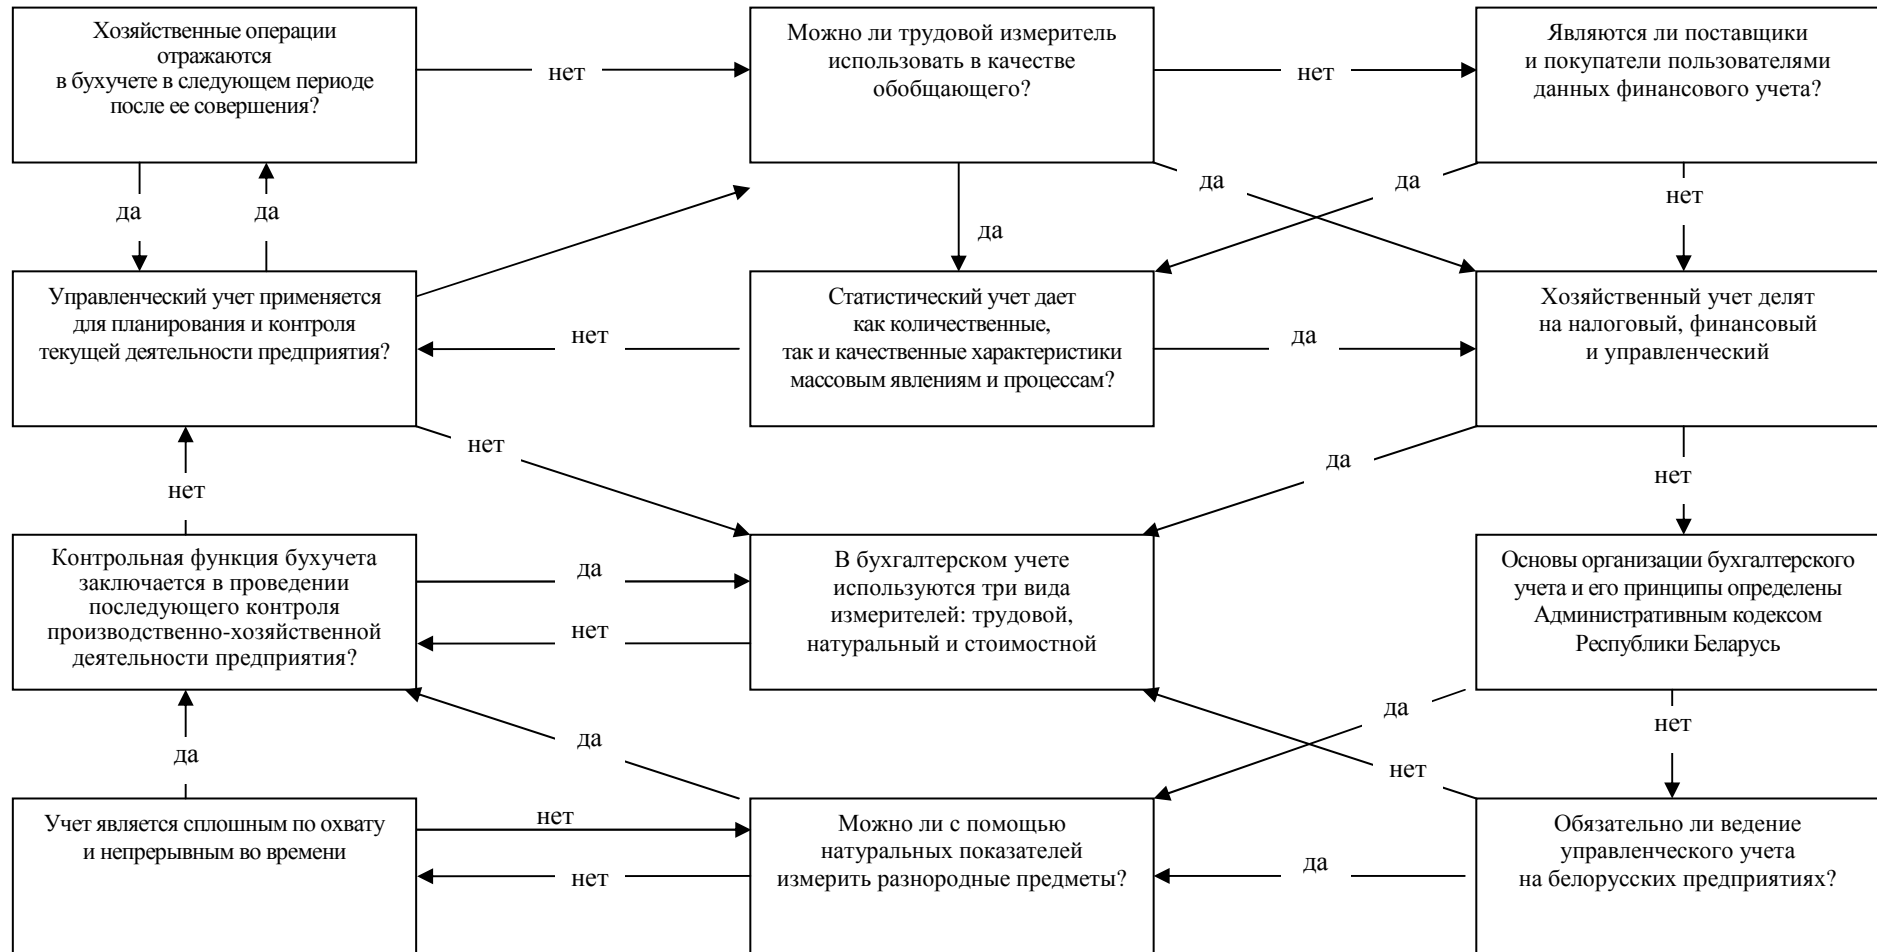 Хозяйственные операции
отражаются
в бухучете в следующем периоде
после ее совершения?
нет
Можно ли трудовой измеритель
использовать в качестве
обобщающего?
нет
Являются ли поставщики
и покупатели пользователями
данных финансового учета?
да
да
да
да
да
нет
Управленческий учет применяется
для планирования и контроля
текущей деятельности предприятия?
нет
Статистический учет дает
как количественные,
так и качественные характеристики
массовым явлениям и процессам?
да
Хозяйственный учет делят
на налоговый, финансовый
и управленческий
нет
нет
да
нет
Контрольная функция бухучета
заключается в проведении
последующего контроля
производственно-хозяйственной
деятельности предприятия?
да
нет
В бухгалтерском учете
используются три вида
измерителей: трудовой,
натуральный и стоимостной
Основы организации бухгалтерского
учета и его принципы определены
Административным кодексом
Республики Беларусь
да
да
да
нет
нет
Учет является сплошным по охвату
и непрерывным во времени
нет
нет
Можно ли с помощью
натуральных показателей
измерить разнородные предметы?
да
Обязательно ли ведение
управленческого учета
на белорусских предприятиях?